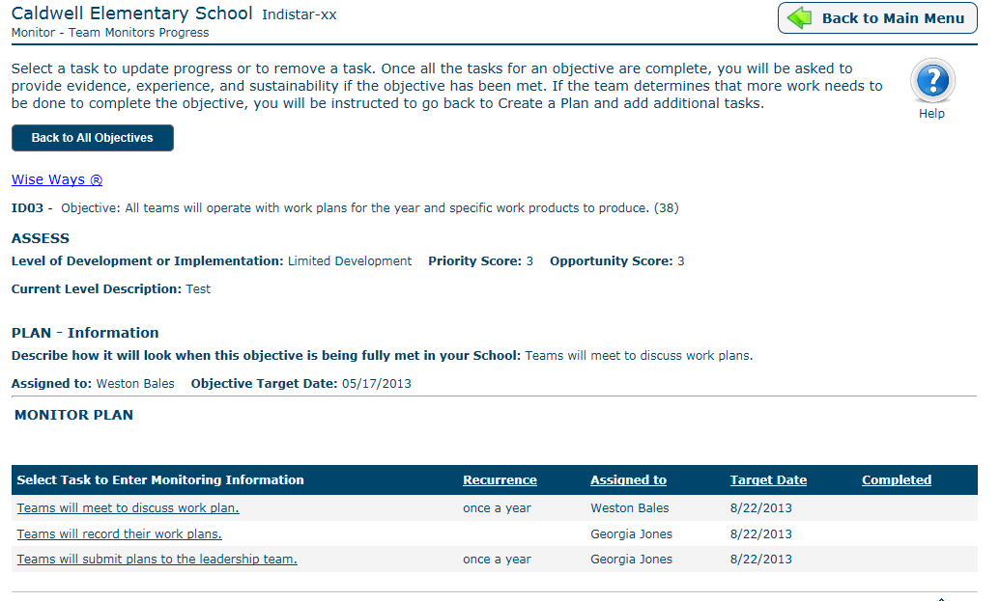 Caldwell Elementary School Indistar-xx
Back to Main Menu
Monitor - Team Monitors Progress
Select a task to update progress or to remove a task. Once all the tasks for an objective are complete, you will be asked to
provide evidence, experience, and sustainability if the objective has been met. If the team determines that more work needs to
be done to complete the objective, you will be instructed to go back to Create a Plan and add additional tasks.
?
Help
Back to All Objectives
Wise Ways ®
ID03 - Objective: All teams will operate with work plans for the year and specific work products to produce. (38)
ASSESS
Level of Development or Implementation: Limited Development Priority Score: 3 Opportunity Score: 3
Current Level Description: Test
PLAN - Information
Describe how it will look when this objective is being fully met in your School: Teams will meet to discuss work plans.
Assigned to: Weston Bales Objective Target Date: 05/17/2013
MONITOR PLAN
Select Task to Enter Monitoring Information Recurrence Assigned to Target Date Completed
Teams will meet to discuss work plan. once a year Weston Bales 8/22/2013
Teams will record their work plans. Georgia Jones 8/22/2013
Teams will submit plans to the leadership team. once a year Georgia Jones 8/22/2013